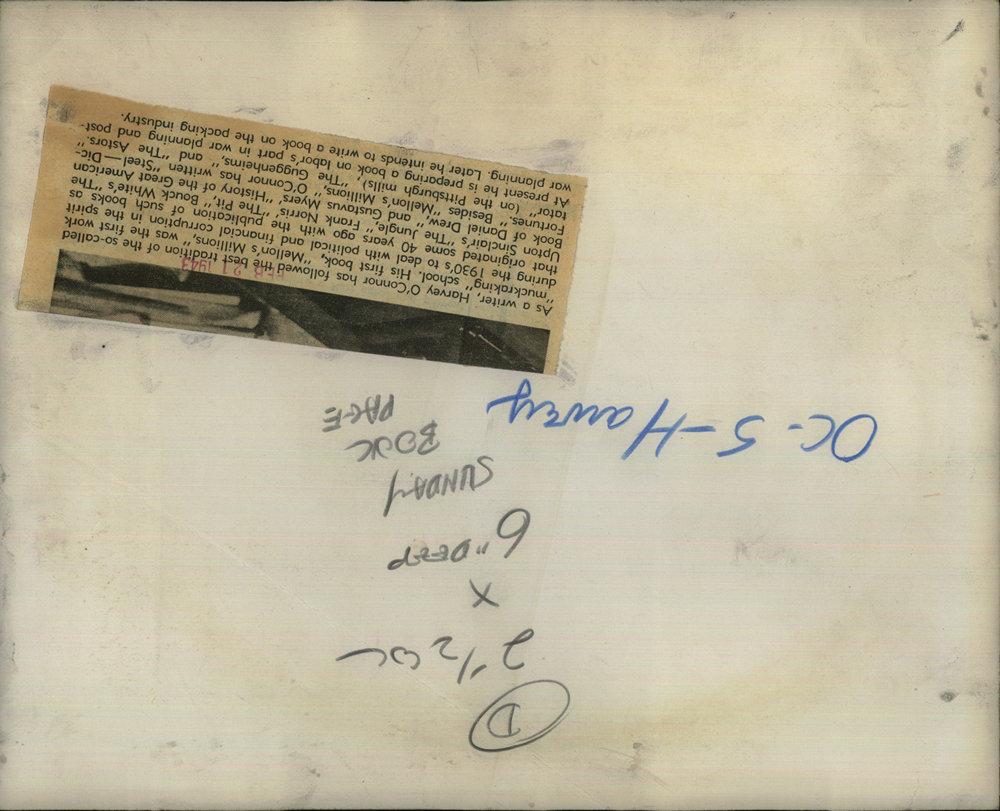 D
2 1/2 COL
X
6" DEEP
SUNDAY
BOOK
PAGE
OC-5-Harvey
FEB 21 1943
As a writer, Harvey O'Connor has followed the best tradition of the so-called
"muckraking" school. His first book, "Mellon's Millions," was the first work
during the 1930's to deal with political and financial corruption in the spirit
that originated some 40 years ago with the publication of such books as
Upton Sinclair's "The Jungle," Frank Norris' "The Pit," Bouck White's "The
Book of Daniel Drew," and Gustavus Myers' "History of the Great American
Fortunes." Besides "Mellon's Millions," O'Connor has written "Steel—Dic-
tator" (on the Pittsburgh mills), "The Guggenheims," and "The Astors."
At present he is preparing a book on labor's part in war planning and post-
war planning. Later he intends to write a book on the packing industry.